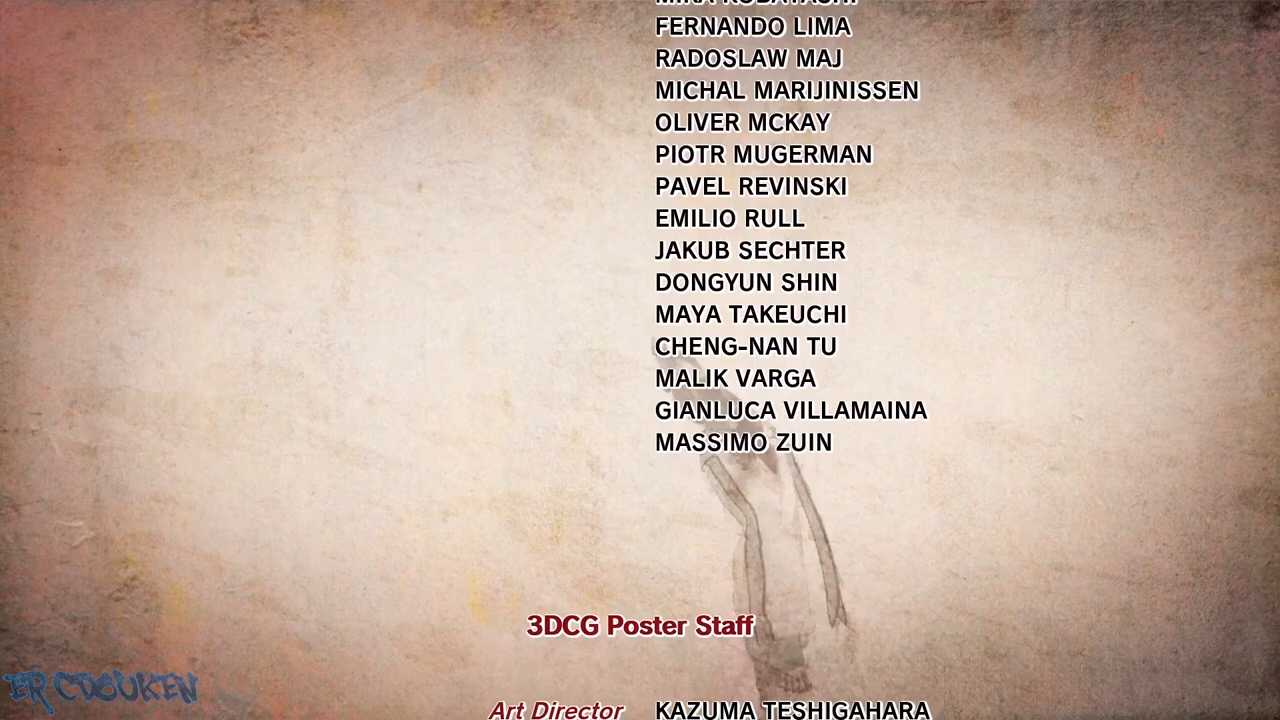 FERNANDO LIMA
RADOSLAW MAJ
MICHAL MARIJINISSEN
OLIVER MCKAY
PIOTR MUGERMAN
PAVEL REVINSKI
EMILIO RULL
JAKUB SECHTER
DONGYUN SHIN
MAYA TAKEUCHI
CHENG-NAN TU
MALIK VARGA
GIANLUCA VILLAMAINA
MASSIMO ZUIN
3DCG Poster Staff
Art Director KAZUMA TESHIGAHARA